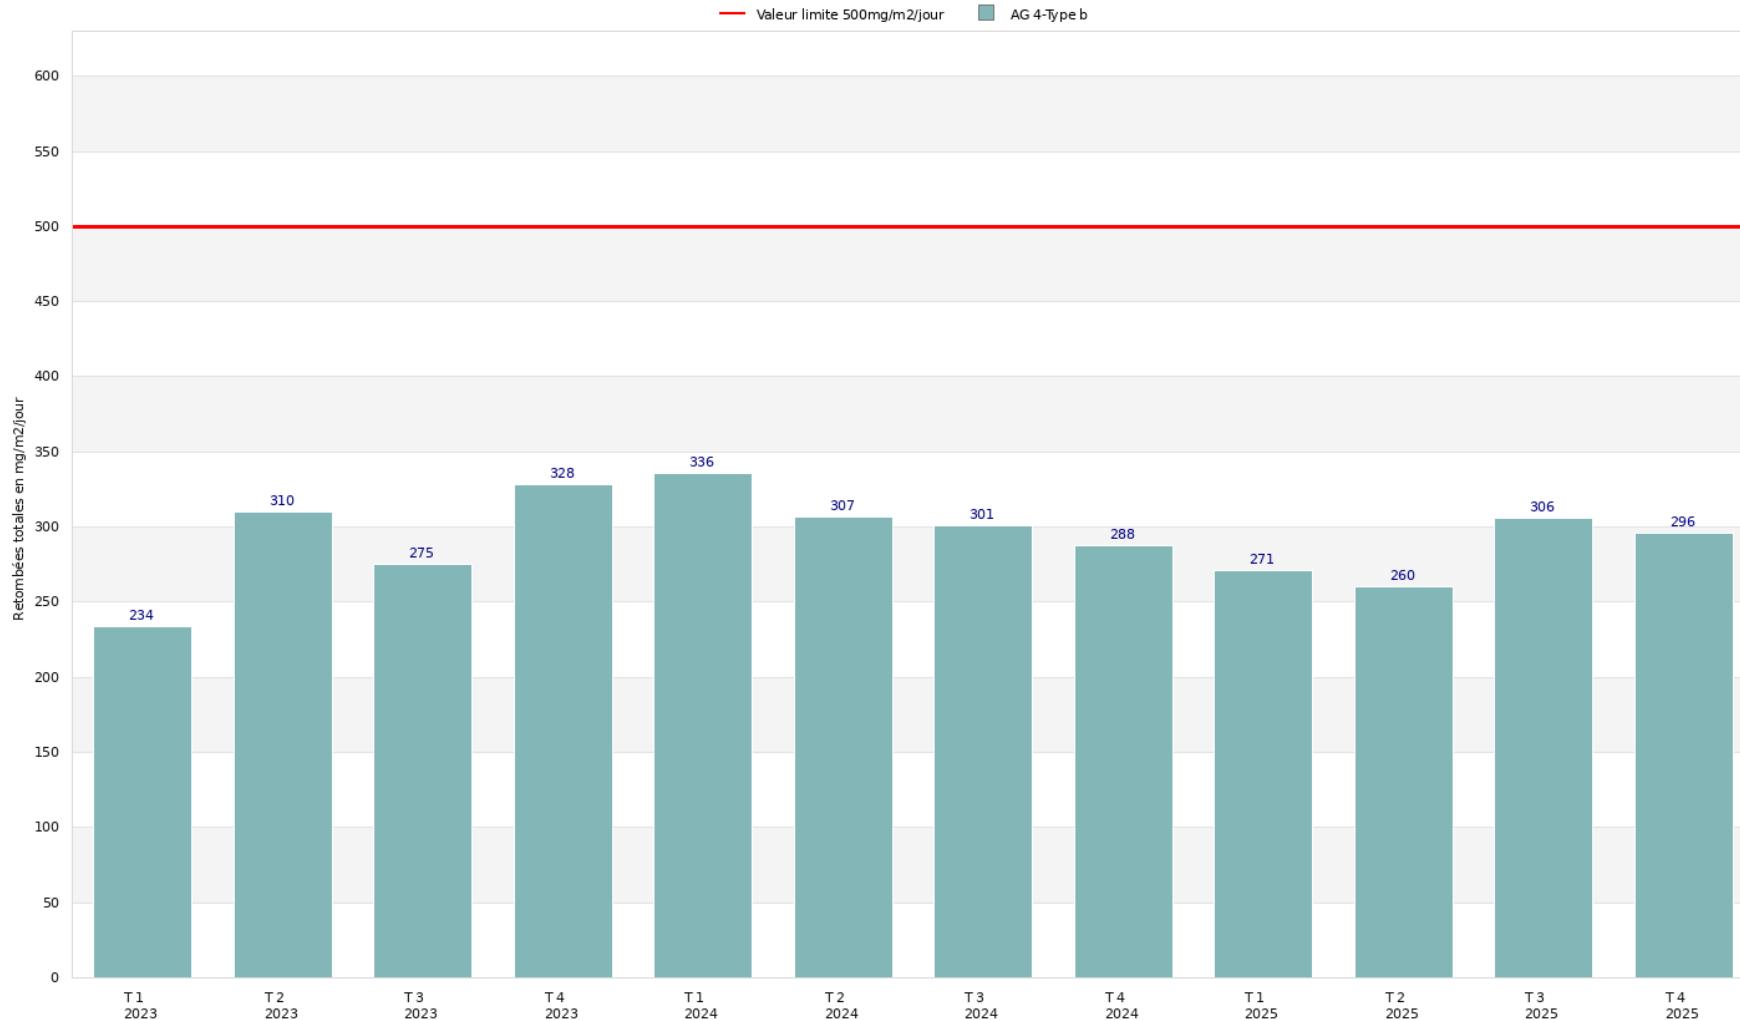 Valeur limite 500mg/m2/jour
AG 4-Type b
Retombées totales en mg/m2/jour
600
550
500
450
400
350
300
250
200
150
100
50
0
234
310
275
328
336
307
301
288
271
260
306
296
T 1
2023
T 2
2023
T 3
2023
T 4
2023
T 1
2024
T 2
2024
T 3
2024
T 4
2024
T 1
2025
T 2
2025
T 3
2025
T 4
2025